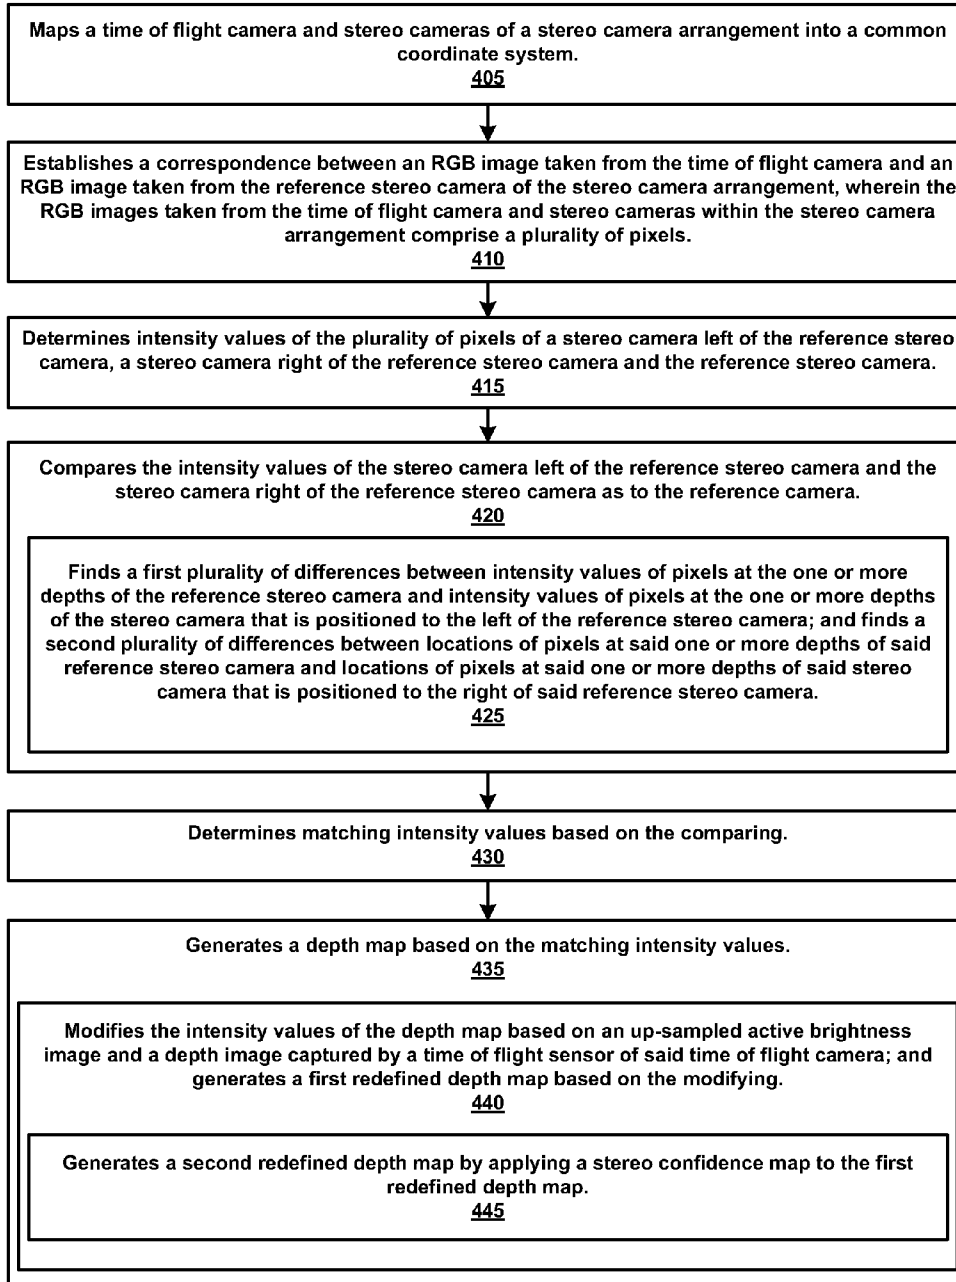 Maps a time of flight camera and stereo cameras of a stereo camera arrangement into a common
coordinate system.
405
Establishes a correspondence between an RGB image taken from the time of flight camera and an
RGB image taken from the reference stereo camera of the stereo camera arrangement, wherein the
RGB images taken from the time of flight camera and stereo cameras within the stereo camera
arrangement comprise a plurality of pixels.
410
Determines intensity values of the plurality of pixels of a stereo camera left of the reference stereo
camera, a stereo camera right of the reference stereo camera and the reference stereo camera.
415
Compares the intensity values of the stereo camera left of the reference stereo camera and the
stereo camera right of the reference stereo camera as to the reference camera.
420
Finds a first plurality of differences between intensity values of pixels at the one or more
depths of the reference stereo camera and intensity values of pixels at the one or more depths
of the stereo camera that is positioned to the left of the reference stereo camera; and finds a
second plurality of differences between locations of pixels at said one or more depths of said
reference stereo camera and locations of pixels at said one or more depths of said stereo
camera that is positioned to the right of said reference stereo camera.
425
Determines matching intensity values based on the comparing.
430
Generates a depth map based on the matching intensity values.
435
Modifies the intensity values of the depth map based on an up-sampled active brightness
image and a depth image captured by a time of flight sensor of said time of flight camera; and
generates a first redefined depth map based on the modifying.
440
Generates a second redefined depth map by applying a stereo confidence map to the first
redefined depth map.
445